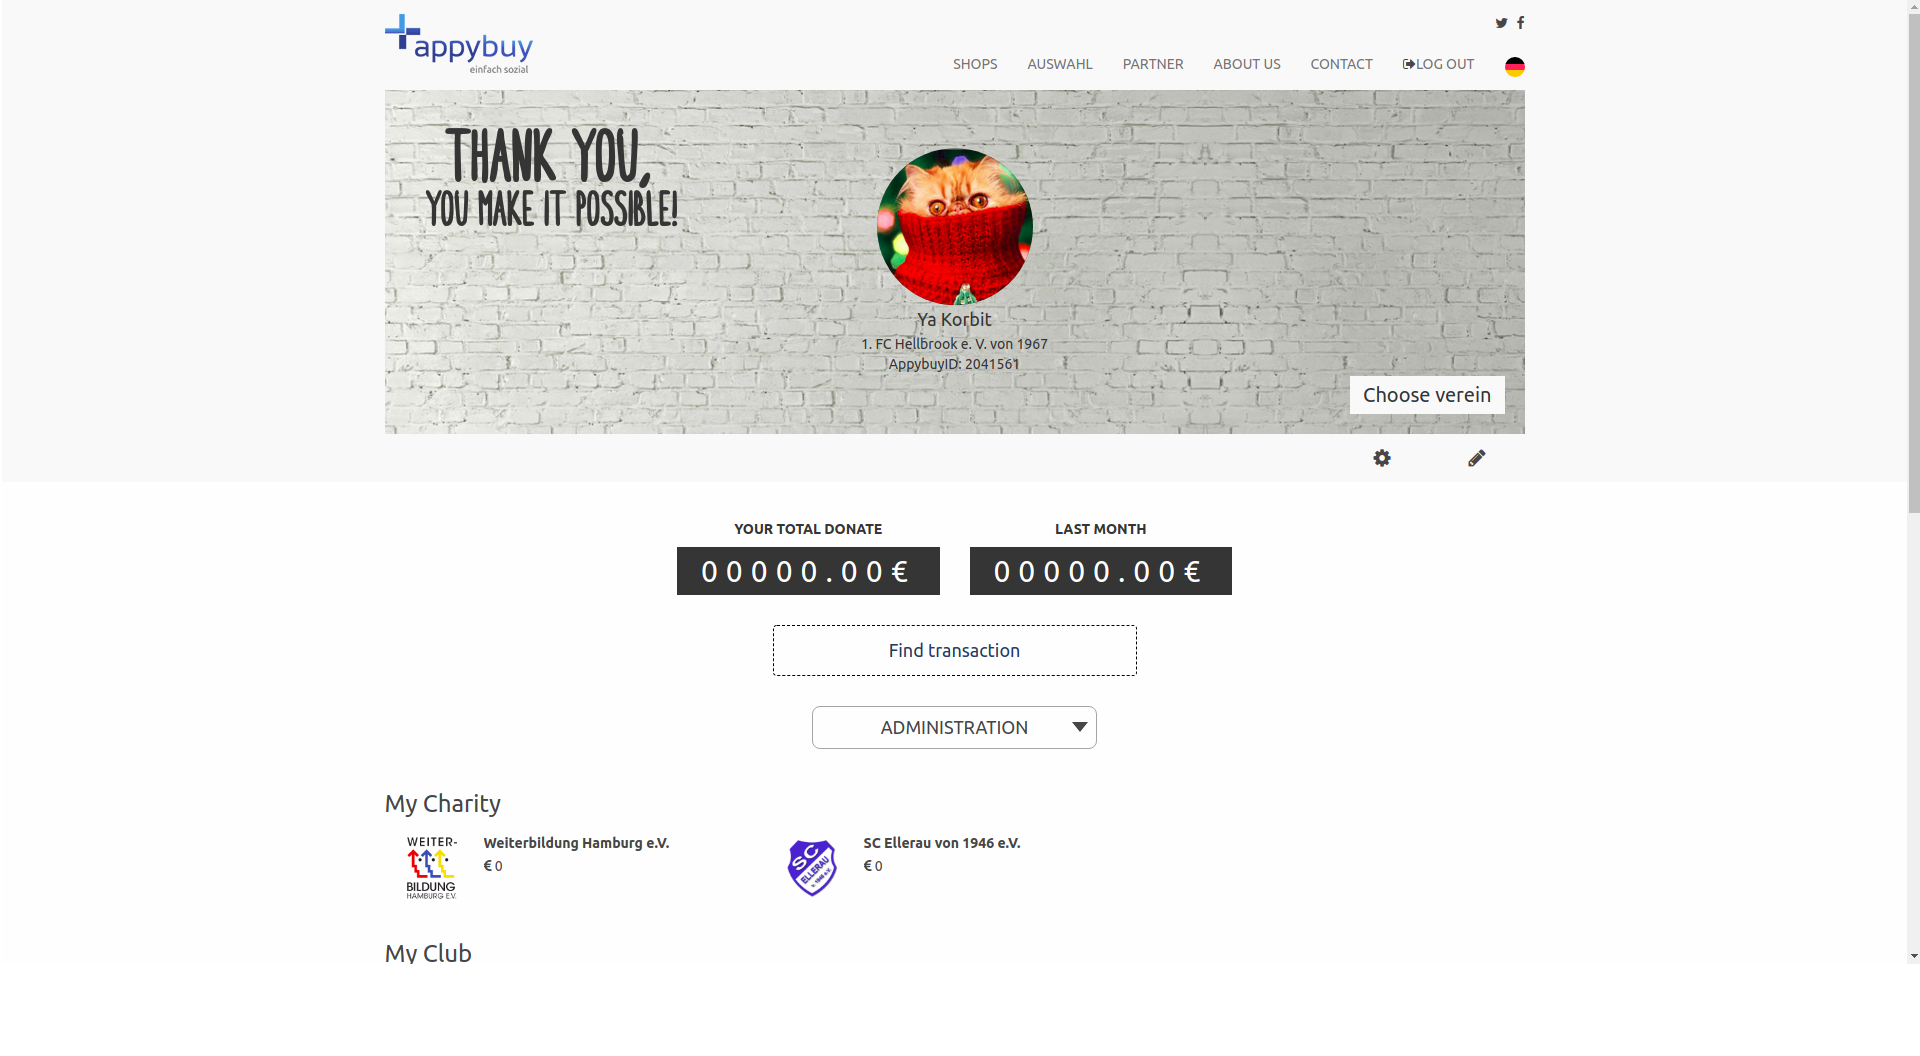 appybuy
einfach sozial
SHOPS
AUSWAHL
PARTNER
ABOUT US
CONTACT
LOG OUT
THANK YOU,
YOU MAKE IT POSSIBLE!
Ya Korbit
1. FC Hellbrook e. V. von 1967
AppybuyID: 2041561
Choose verein
YOUR TOTAL DONATE
00000.00€
LAST MONTH
00000.00€
Find transaction
ADMINISTRATION
My Charity
WEITER-
BILDUNG
HAMBURG E.V.
Weiterbildung Hamburg e.V.
€ 0
SC
ELLERAU
v. 1946 e.V.
SC Ellerau von 1946 e.V.
€ 0
My Club